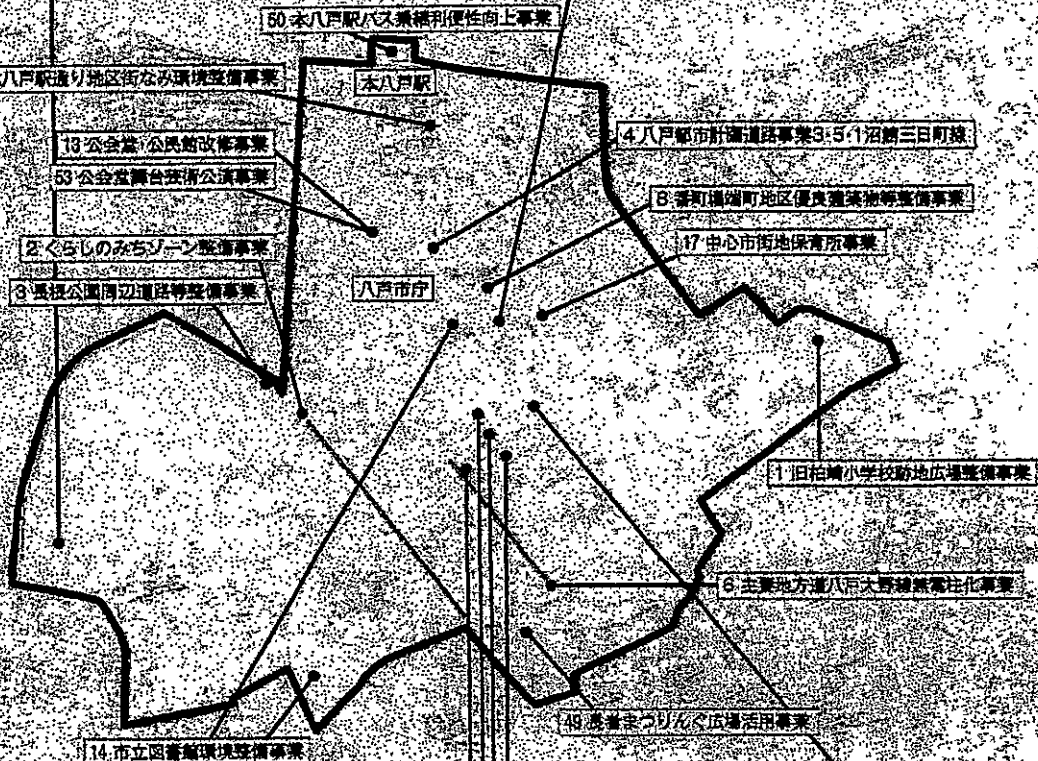 50 本八戸駅バス乗継利便性向上事業
八戸駅通り地区街なみ環境整備事業
本八戸駅
13 公会堂・公民館改修事業
4 八戸都市計画道路事業3・5・1沼館三日町線
53 公会堂舞台芸術公演事業
8 番町堀端町地区優良建築物等整備事業
2 くらしのみちゾーン整備事業
17 中心市街地保育所事業
3 長根公園周辺道路等整備事業
八戸市庁
1 旧柏崎小学校跡地広場整備事業
6 主要地方道八戸大野線無電柱化事業
49 長者まつりんぐ広場活用事業
14 市立図書館環境整備事業